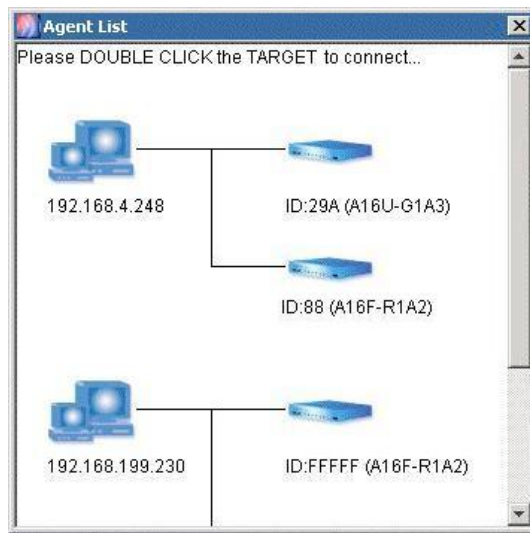 Agent List
Please DOUBLE CLICK the TARGET to connect...
192.168.4.248
ID:29A (A16U-G1A3)
ID:88 (A16F-R1A2)
192.168.199.230
ID:FFFFF (A16F-R1A2)